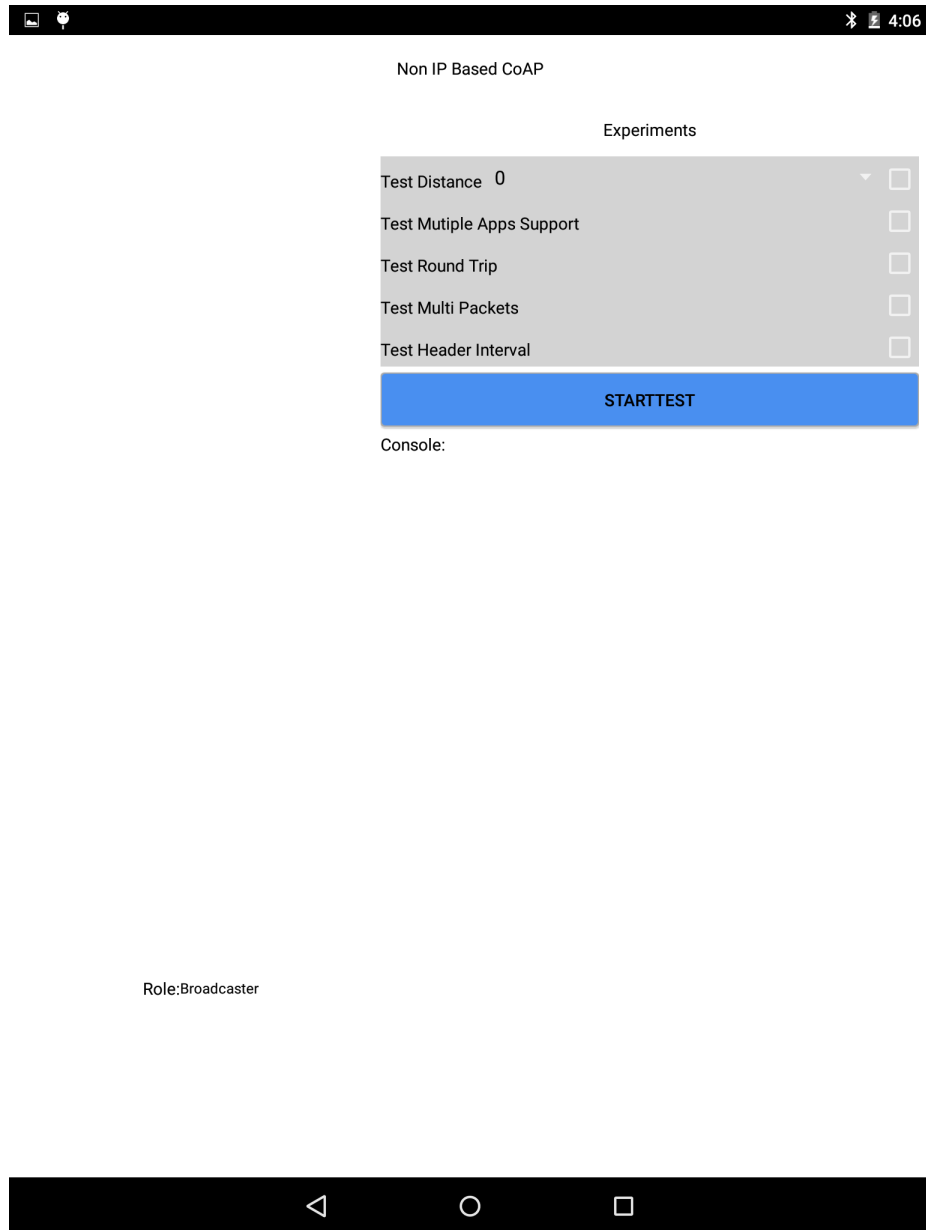 4:06
Non IP Based CoAP
Experiments
Test Distance 0
Test Mutiple Apps Support
Test Round Trip
Test Multi Packets
Test Header Interval
STARTTEST
Console:
Role:Broadcaster